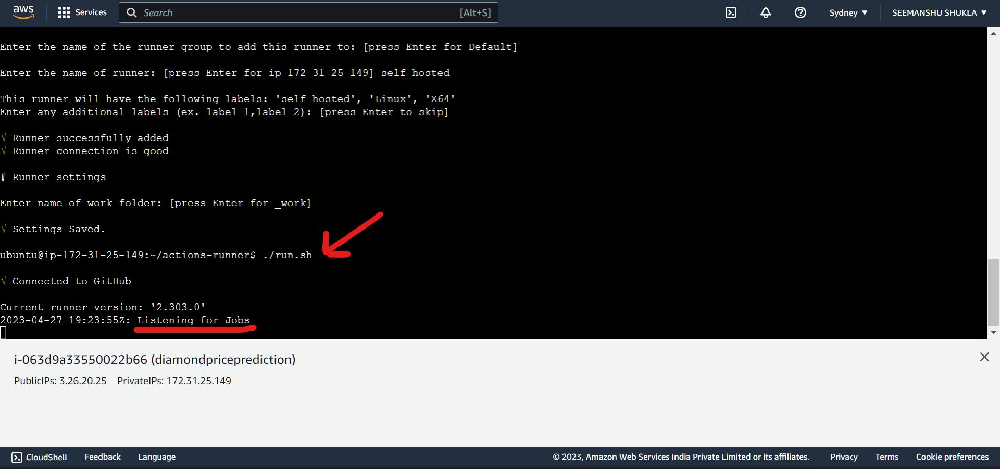 aws Services Search [Alt+S] Sydney SEEMANSHU SHUKLA
Enter the name of the runner group to add this runner to: [press Enter for Default]
Enter the name of runner: [press Enter for ip-172-31-25-149] self-hosted
This runner will have the following labels: 'self-hosted', 'Linux', 'X64'
Enter any additional labels (ex. label-1,label-2): [press Enter to skip]
√ Runner successfully added
√ Runner connection is good
# Runner settings
Enter name of work folder: [press Enter for _work]
√ Settings Saved.
ubuntu@ip-172-31-25-149:~/actions-runner$ ./run.sh
√ Connected to GitHub
Current runner version: '2.303.0'
2023-04-27 19:23:55Z: Listening for Jobs
i-063d9a33550022b66 (diamondpriceprediction)
PublicIPs: 3.26.20.25 PrivateIPs: 172.31.25.149
CloudShell Feedback Language © 2023, Amazon Web Services India Private Limited or its affiliates. Privacy Terms Cookie preferences